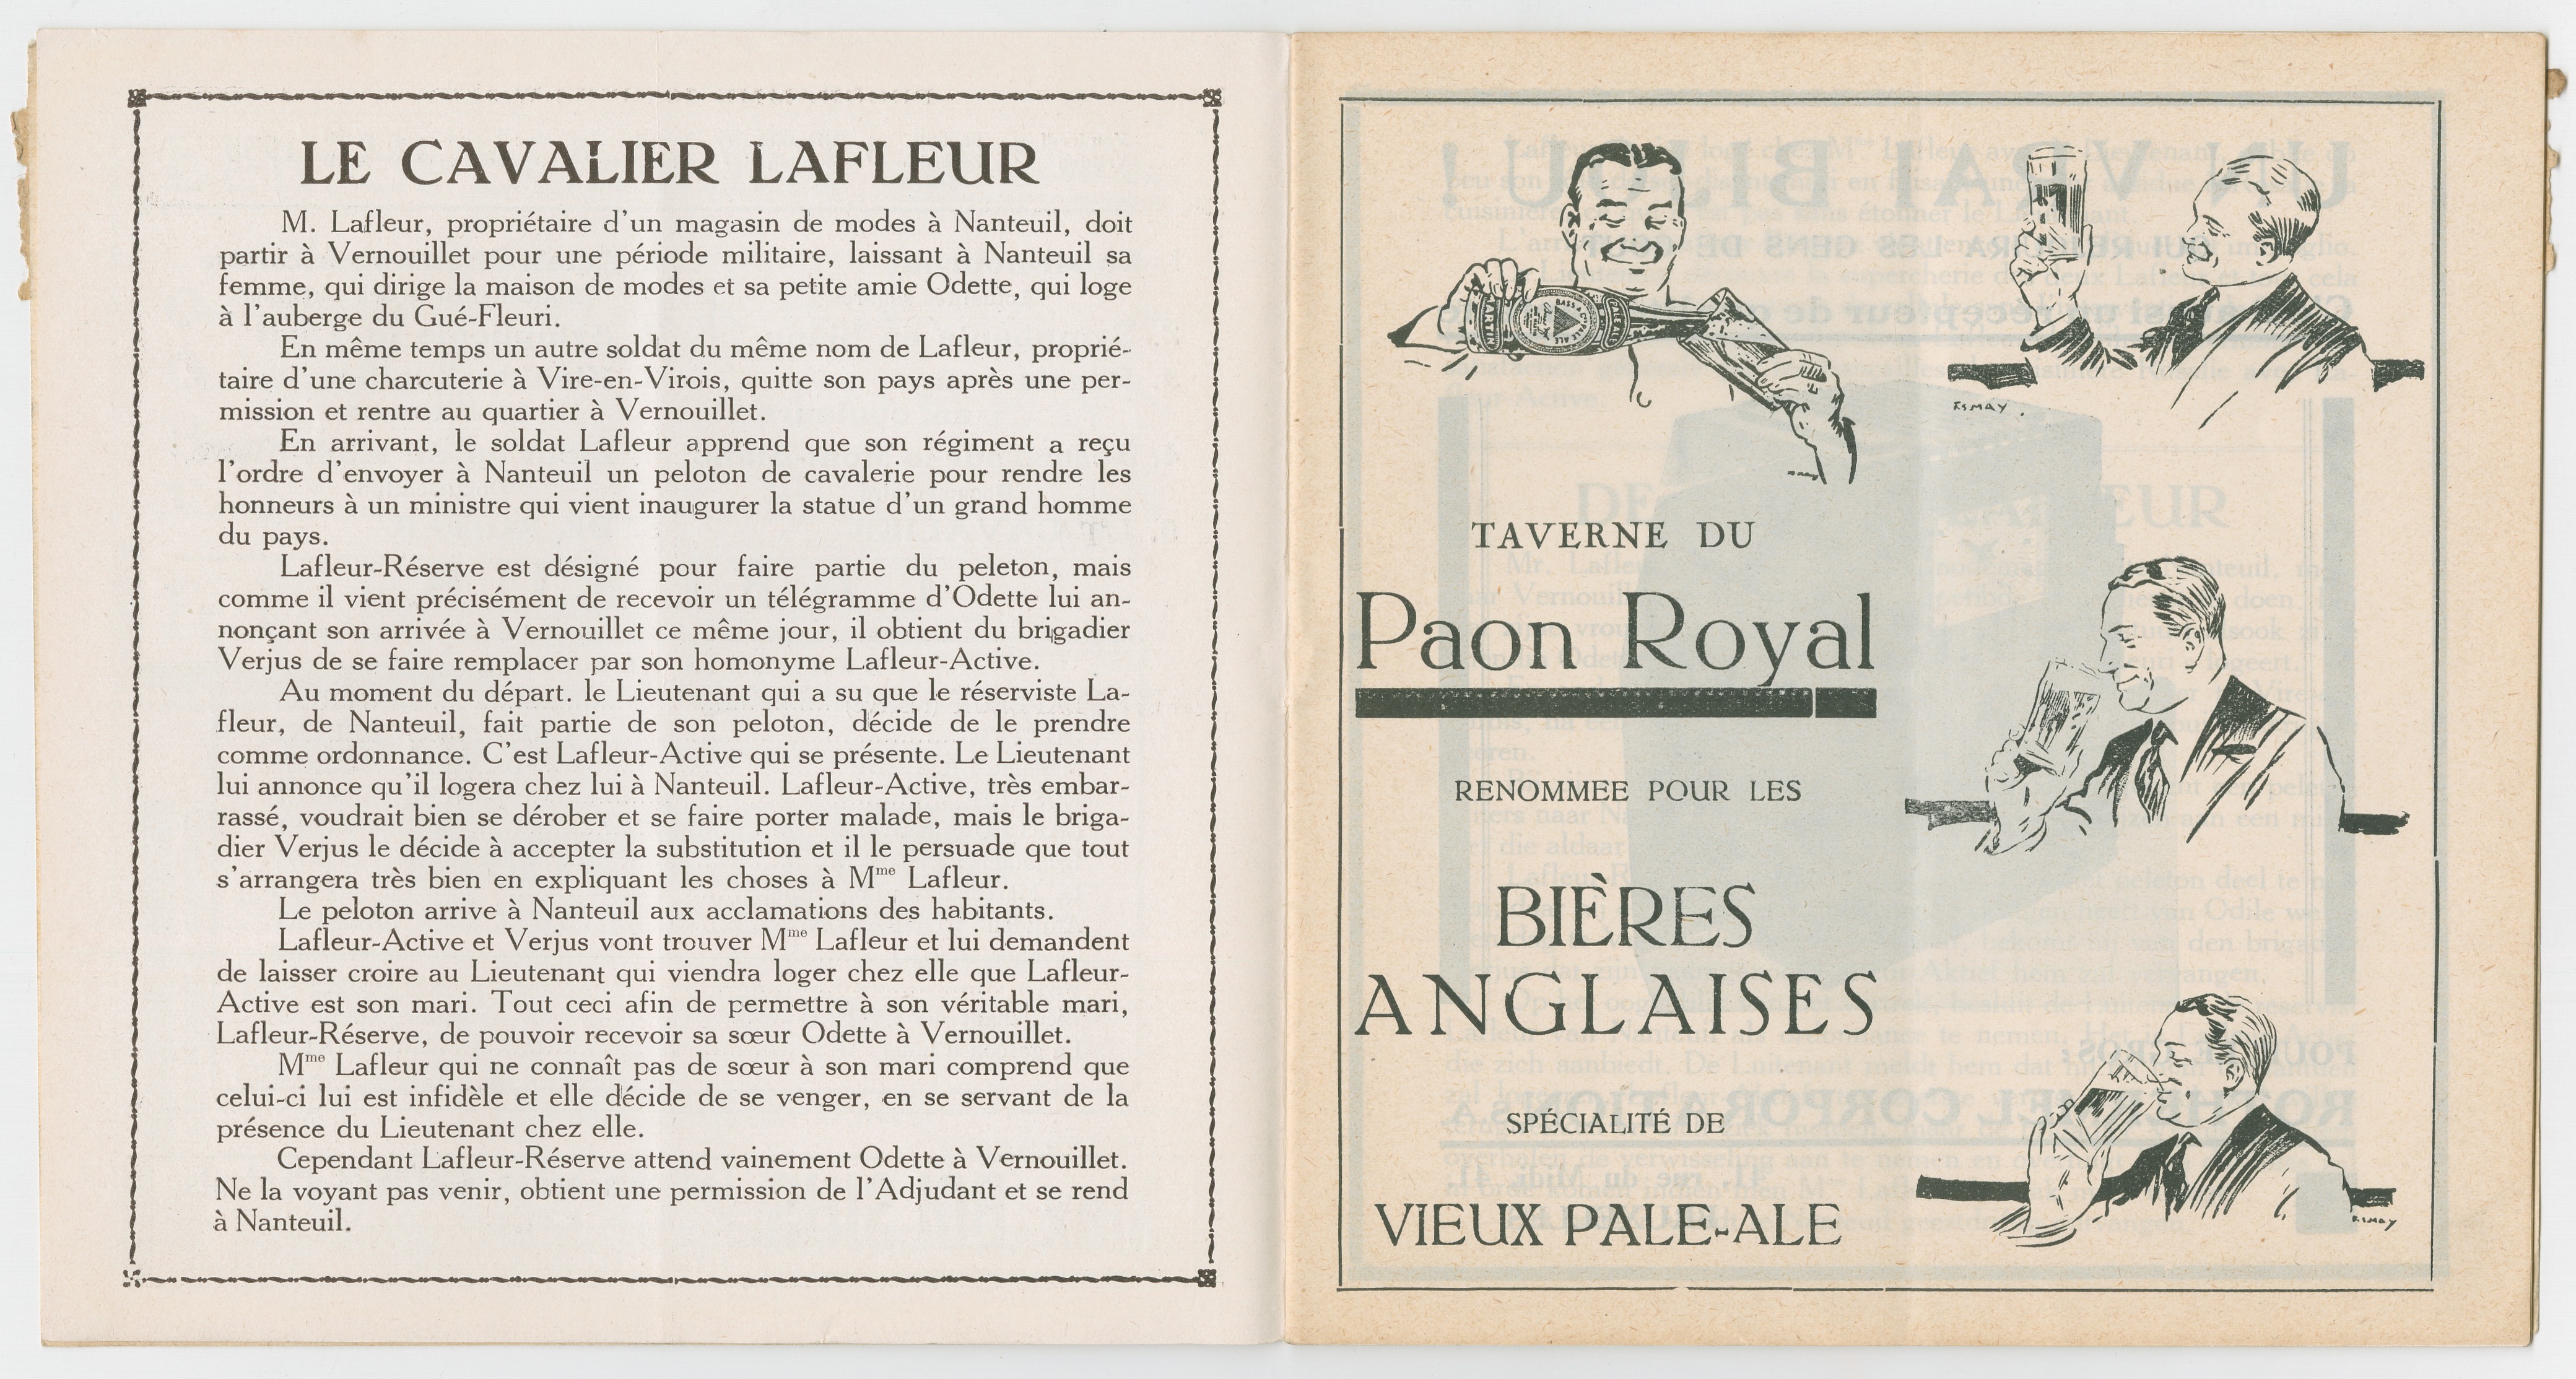 LE CAVALIER LAFLEUR
M. Lafleur, propriétaire d'un magasin de modes à Nanteuil, doit
partir à Vernouillet pour une période militaire, laissant à Nanteuil sa
femme, qui dirige la maison de modes et sa petite amie Odette, qui loge
à l'auberge du Gué-Fleuri.
En même temps un autre soldat du même nom de Lafleur, proprié-
taire d'une charcuterie à Vire-en-Virois, quitte son pays après une per-
mission et rentre au quartier à Vernouillet.
En arrivant, le soldat Lafleur apprend que son régiment a reçu
l'ordre d'envoyer à Nanteuil un peloton de cavalerie pour rendre les
honneurs à un ministre qui vient inaugurer la statue d'un grand homme
du pays.
Lafleur-Réserve est désigné pour faire partie du peleton, mais
comme il vient précisément de recevoir un télégramme d'Odette lui an-
nonçant son arrivée à Vernouillet ce même jour, il obtient du brigadier
Verjus de se faire remplacer par son homonyme Lafleur-Active.
Au moment du départ. le Lieutenant qui a su que le réserviste La-
fleur, de Nanteuil, fait partie de son peloton, décide de le prendre
comme ordonnance. C'est Lafleur-Active qui se présente. Le Lieutenant
lui annonce qu'il logera chez lui à Nanteuil. Lafleur-Active, très embar-
rassé, voudrait bien se dérober et se faire porter malade, mais le briga-
dier Verjus le décide à accepter la substitution et il le persuade que tout
s'arrangera très bien en expliquant les choses à Mme Lafleur.
Le peloton arrive à Nanteuil aux acclamations des habitants.
Lafleur-Active et Verjus vont trouver Mme Lafleur et lui demandent
de laisser croire au Lieutenant qui viendra loger chez elle que Lafleur-
Active est son mari. Tout ceci afin de permettre à son véritable mari,
Lafleur-Réserve, de pouvoir recevoir sa sœur Odette à Vernouillet.
Mme Lafleur qui ne connaît pas de sœur à son mari comprend que
celui-ci lui est infidèle et elle décide de se venger, en se servant de la
présence du Lieutenant chez elle.
Cependant Lafleur-Réserve attend vainement Odette à Vernouillet.
Ne la voyant pas venir, obtient une permission de l'Adjudant et se rend
à Nanteuil.
MARTIN
BASS & Co'S PALE ALE
PALE ALE
F. SMAY.
TAVERNE DU
Paon Royal
RENOMMEE POUR LES
BIÈRES
ANGLAISES
SPÉCIALITÉ DE
VIEUX PALE-ALE